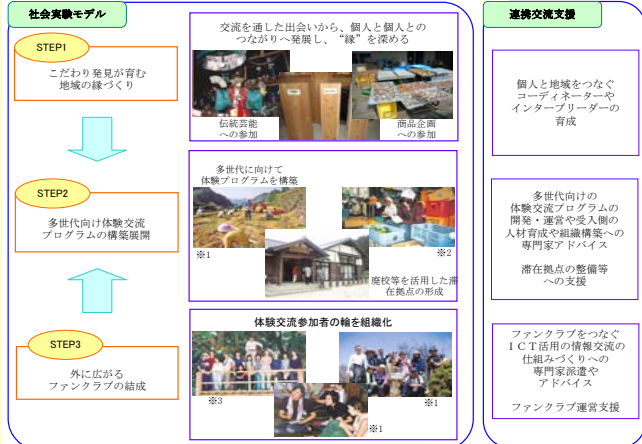 社会実験モデル
STEP1
こだわり発見が育む
地域の縁づくり
交流を通した出会いから、個人と個人との
つながりへ発展し、“縁”を深める
伝統芸能
への参加
商品企画
への参加
STEP2
多世代向け体験交流
プログラムの構築展開
多世代に向けて
体験プログラムを構築
※1
※2
廃校等を活用した滞
在拠点の形成
STEP3
外に広がる
ファンクラブの結成
体験交流参加者の輪を組織化
※3
※1
※1
連携交流支援
個人と地域をつなぐ
コーディネーターや
インターブリーダーの
育成
多世代向けの
体験交流プログラムの
開発・運営や受入側の
人材育成や組織構築への
専門家アドバイス
滞在拠点の整備等
への支援
ファンクラブをつなぐ
ＩＣＴ活用の情報交流の
仕組みづくりへの
専門家派遣や
アドバイス
ファンクラブ運営支援